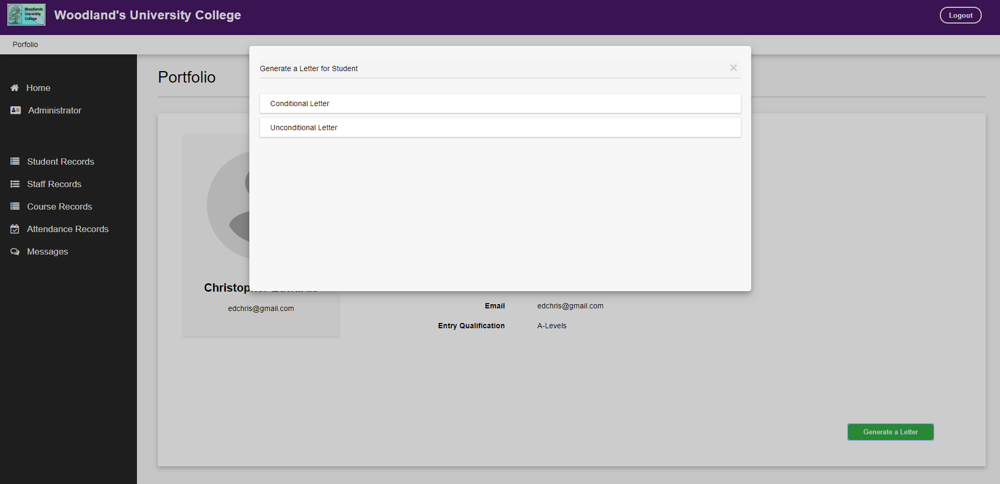 Woodlands
University
College
Woodland's University College
Logout
Porfolio
Home
Administrator
Student Records
Staff Records
Course Records
Attendance Records
Messages
Portfolio
Generate a Letter for Student
×
Conditional Letter
Unconditional Letter
edchris@gmail.com
Email edchris@gmail.com
Entry Qualification A-Levels
Generate a Letter